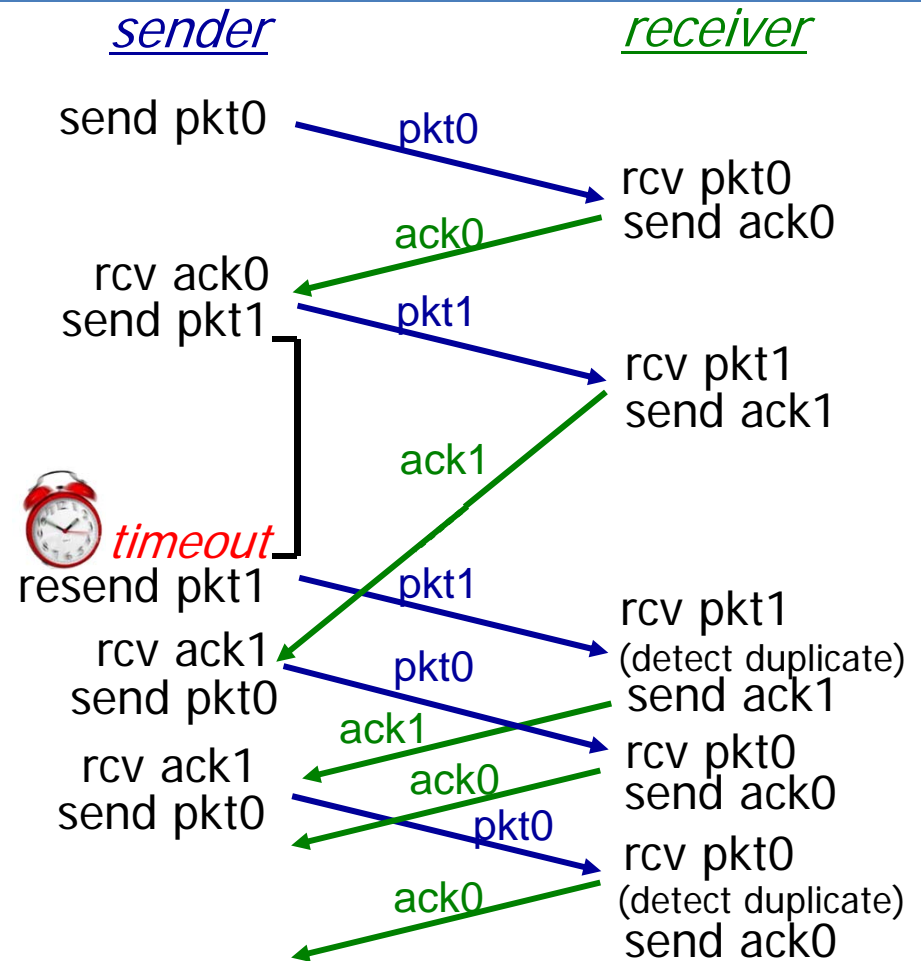 sender
receiver
send pkt0
pkt0
rcv pkt0
send ack0
ack0
rcv ack0
send pkt1
pkt1
rcv pkt1
send ack1
ack1
timeout
resend pkt1
pkt1
rcv pkt1
(detect duplicate)
send ack1
rcv ack1
send pkt0
pkt0
ack1
rcv pkt0
send ack0
rcv ack1
send pkt0
ack0
pkt0
rcv pkt0
(detect duplicate)
send ack0
ack0